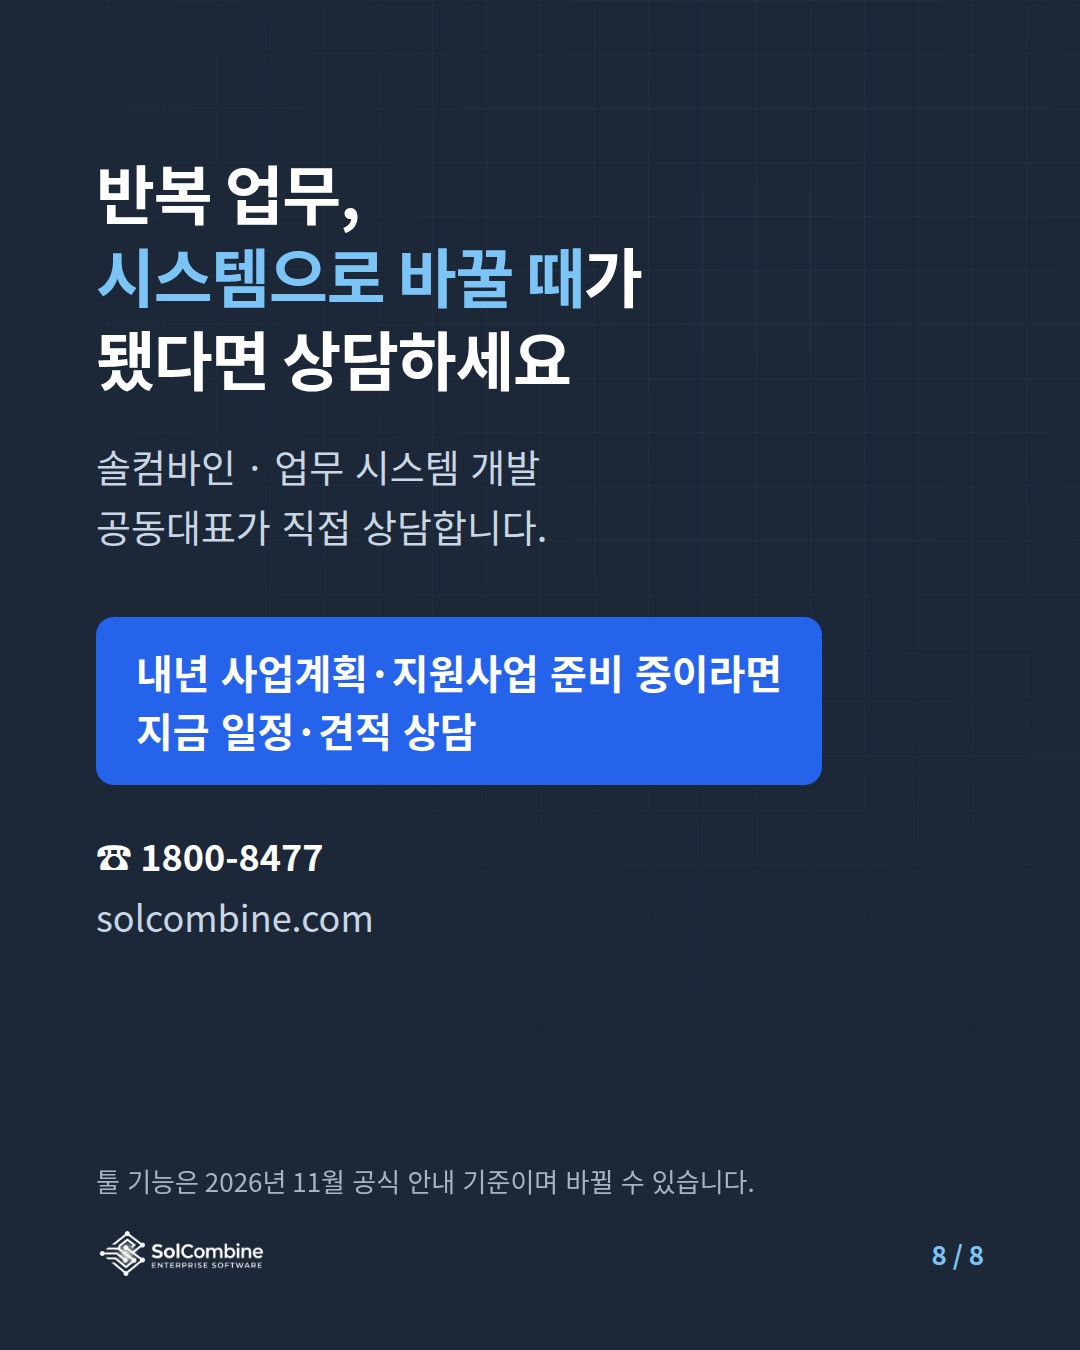 반복 업무,
시스템으로 바꿀 때가
됐다면 상담하세요
솔컴바인 · 업무 시스템 개발
공동대표가 직접 상담합니다.
내년 사업계획·지원사업 준비 중이라면
지금 일정·견적 상담
☎ 1800-8477
solcombine.com
툴 기능은 2026년 11월 공식 안내 기준이며 바뀔 수 있습니다.
SolCombine
ENTERPRISE SOFTWARE
8 / 8